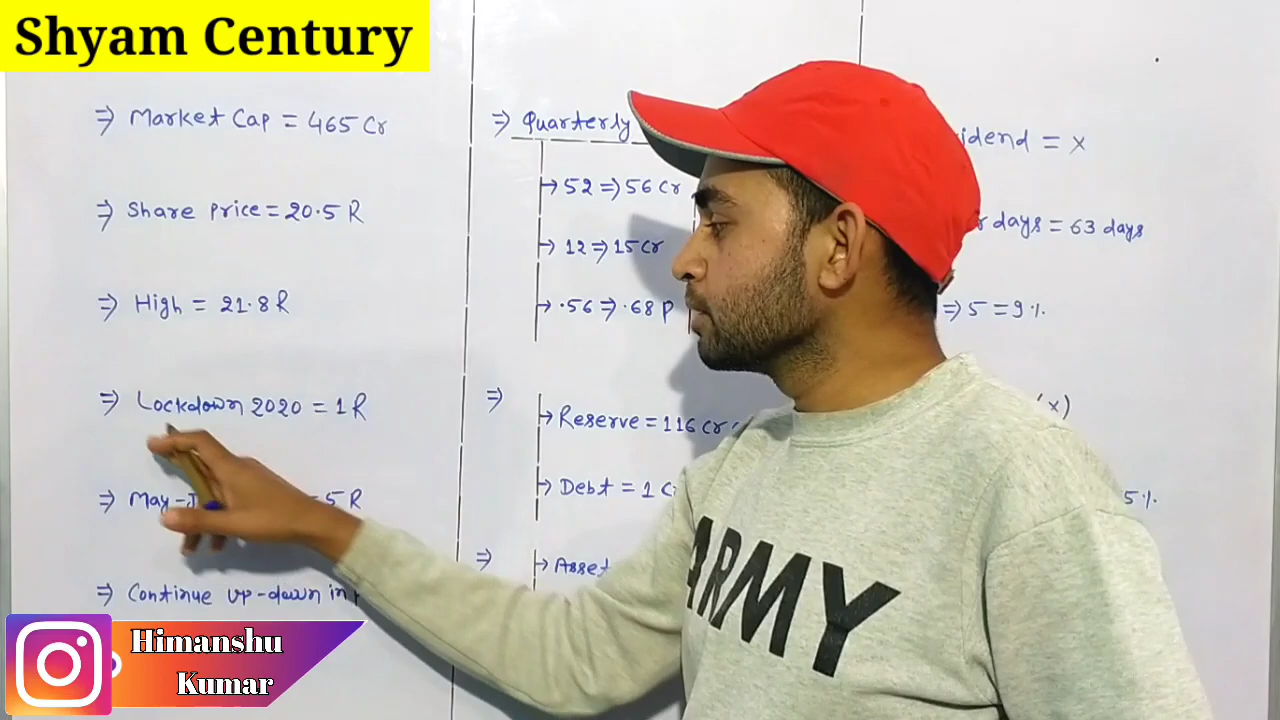 Shyam Century
⇒ Market Cap = 465 Cr
⇒ Share price = 20.5 R
⇒ High = 21.8 R
⇒ Lockdown 2020 = 1 R
⇒ May - = 5 R
⇒ Continue up-down in
⇒ Quarterly
→ 52 ⇒ 56 Cr
→ 12 ⇒ 15 Cr
→ .56 ⇒ .68 P
⇒
→ Reserve = 116 Cr
→ Debt = 1
⇒
→ Asset
= x
days = 63 days
⇒ 5 = 9 %.
(x)
5 %
ARMY
Himanshu
Kumar